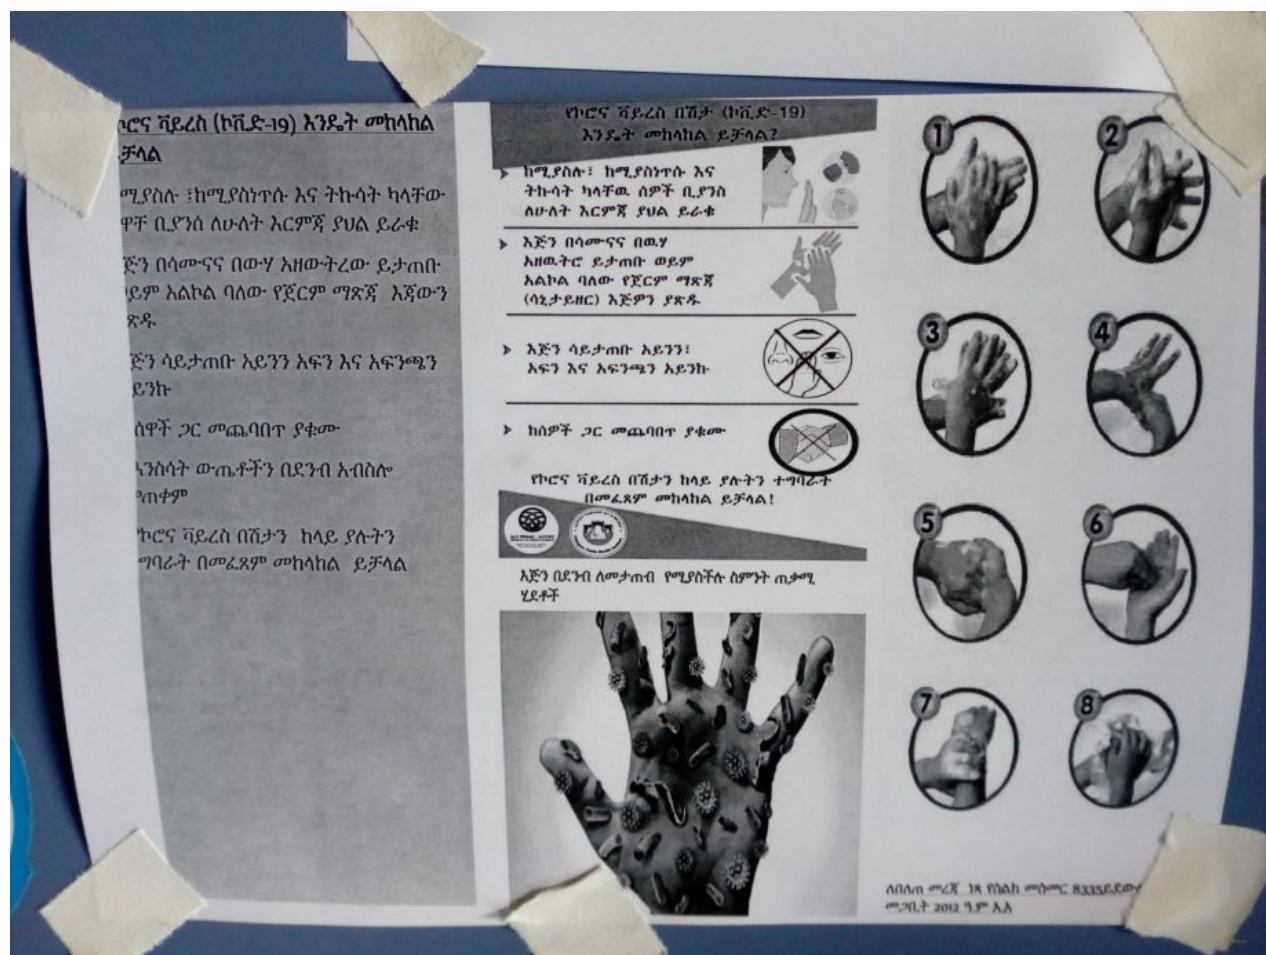 ኮሮና ቫይረስ (ኮቪድ-19) እንዴት መከላከል
ይቻላል
ሚያስሉ ፤ከሚያስነጥሱ እና ትኩሳት ካላቸው
ዋቸ ቢያንስ ለሁለት እርምጃ ያህል ይራቁ
ጅን በሳሙናና በውሃ አዘውትረው ይታጠቡ
ይም አልኮል ባለው የጀርም ማጽጃ እጃውን
ጽዱ
ጅን ሳይታጠቡ አይንን አፍን እና አፍንጫን
ይንኩ
ሰዋች ጋር መጨባበጥ ያቁሙ
እንስሳት ውጤቶችን በደንብ አብስሎ
መጠቀም
ኮሮና ቫይረስ በሽታን ከላይ ያሉትን
ግባራት በመፈጸም መከላከል ይቻላል
የኮሮና ቫይረስ በሽታ (ኮቪድ-19)
እንዴት መከላከል ይቻላል?
➤ ከሚያስሉ፣ ከሚያስነጥሱ እና
ትኩሳት ካላቸዉ ሰዎች ቢያንስ
ለሁለት እርምጃ ያህል ይራቁ
➤ እጅን በሳሙናና በዉሃ
አዘዉትሮ ይታጠቡ ወይም
አልኮል ባለው የጀርም ማጽጃ
(ሳኒታይዘር) እጅዎን ያጽዱ
➤ እጅን ሳይታጠቡ አይንን፣
አፍን እና አፍንጫን አይንኩ
➤ ከሰዎች ጋር መጨባበጥ ያቁሙ
የኮሮና ቫይረስ በሽታን ከላይ ያሉትን ተግባራት
በመፈጸም መከላከል ይቻላል!
እጅን በደንብ ለመታጠብ የሚያስችሉ ስምንት ጠቃሚ
ሂደቶች
1
2
3
4
5
6
7
8
ለበለጠ መረጃ ነጻ የስልክ መስመር 8335ይደውሉ
መጋቢት 2012 ዓ.ም አ.አ